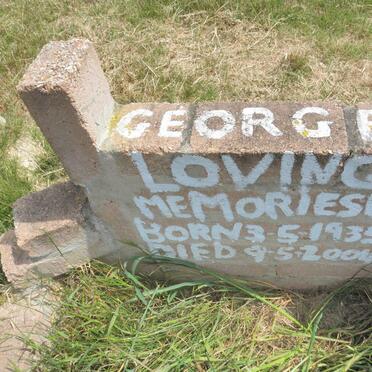 GEORG
LOVING
MEMORIES
BORN 3.5.1935
DIED 9.5.200